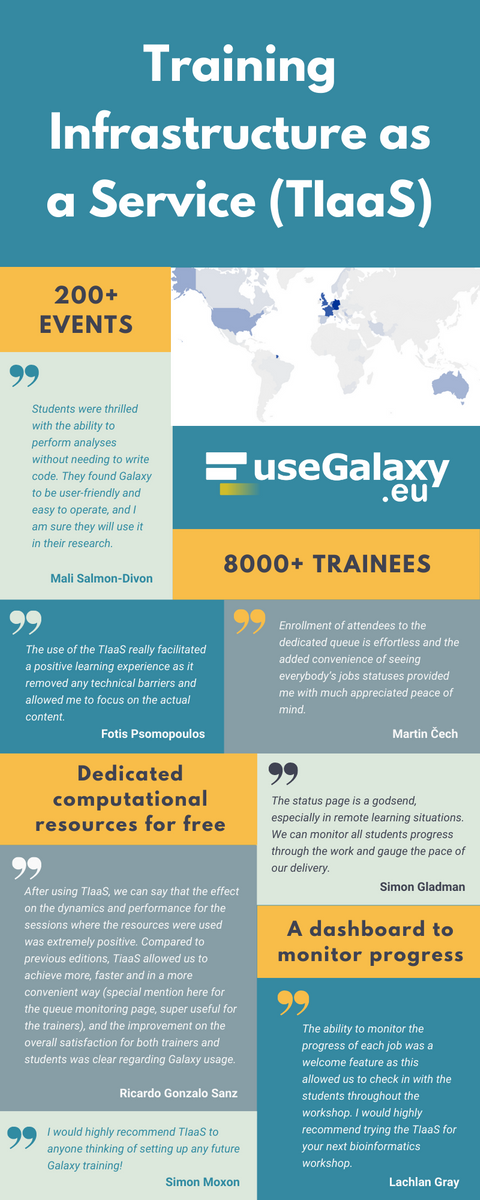 Training
Infrastructure as
a Service (TIaaS)
200+
EVENTS
Students were thrilled
with the ability to
perform analyses
without needing to write
code. They found Galaxy
to be user-friendly and
easy to operate, and I
am sure they will use it
in their research.
Mali Salmon-Divon
useGalaxy
.eu
8000+ TRAINEES
The use of the TIaaS really facilitated
a positive learning experience as it
removed any technical barriers and
allowed me to focus on the actual
content.
Fotis Psomopoulos
Enrollment of attendees to the
dedicated queue is effortless and the
added convenience of seeing
everybody's jobs statuses provided
me with much appreciated peace of
mind.
Martin Čech
Dedicated
computational
resources for free
The status page is a godsend,
especially in remote learning situations.
We can monitor all students progress
through the work and gauge the pace of
our delivery.
Simon Gladman
After using TIaaS, we can say that the effect
on the dynamics and performance for the
sessions where the resources were used
was extremely positive. Compared to
previous editions, TiaaS allowed us to
achieve more, faster and in a more
convenient way (special mention here for
the queue monitoring page, super useful for
the trainers), and the improvement on the
overall satisfaction for both trainers and
students was clear regarding Galaxy usage.
Ricardo Gonzalo Sanz
A dashboard to
monitor progress
The ability to monitor the
progress of each job was a
welcome feature as this
allowed us to check in with the
students throughout the
workshop. I would highly
recommend trying the TIaaS for
your next bioinformatics
workshop.
Lachlan Gray
I would highly recommend TIaaS to
anyone thinking of setting up any future
Galaxy training!
Simon Moxon